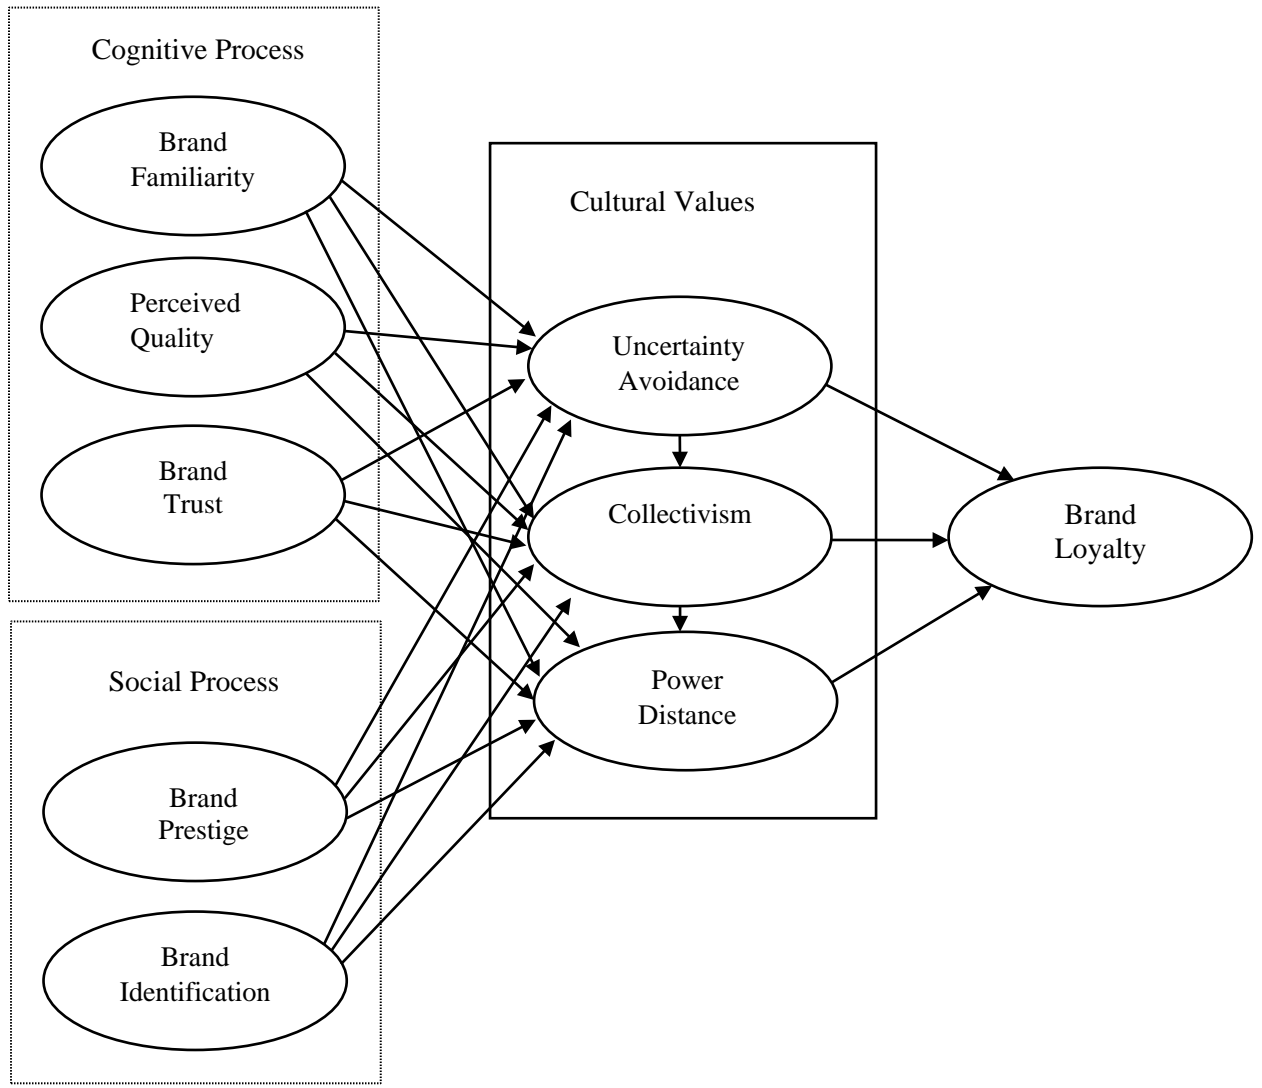 Cognitive Process
Brand
Familiarity
Perceived
Quality
Brand
Trust
Social Process
Brand
Prestige
Brand
Identification
Cultural Values
Uncertainty
Avoidance
Collectivism
Power
Distance
Brand
Loyalty